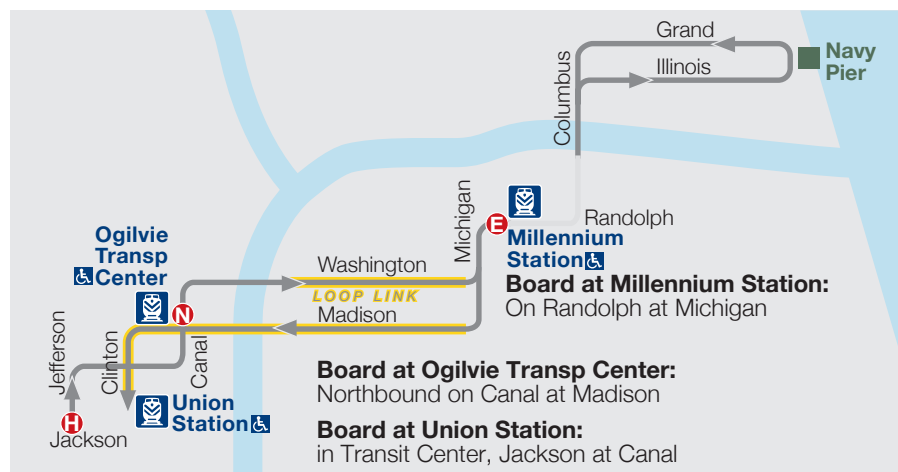 Grand
Illinois
Navy
Pier
Columbus
Michigan
E
Randolph
Millennium
Station
Board at Millennium Station:
On Randolph at Michigan
Ogilvie
Transp
Center
Washington
LOOP LINK
Madison
N
Jefferson
Clinton
Canal
H
Jackson
Union
Station
Board at Ogilvie Transp Center:
Northbound on Canal at Madison
Board at Union Station:
in Transit Center, Jackson at Canal